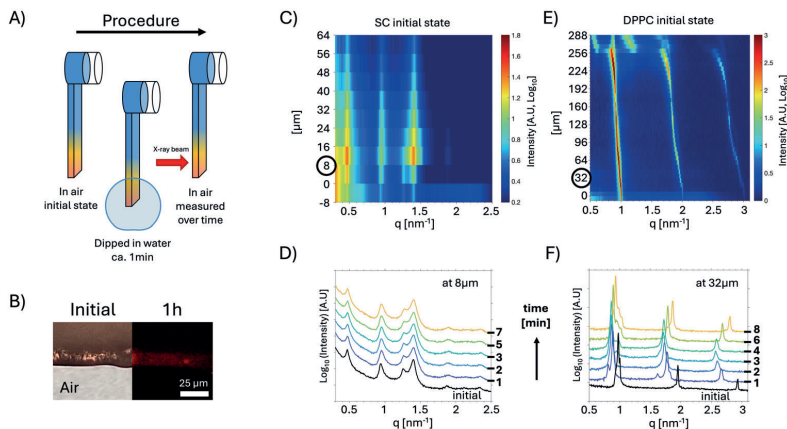 A)
Procedure
X-ray beam
In air
initial state
Dipped in water
ca. 1min
In air
measured
over time
B)
Initial
1h
Air
25 µm
C)
SC initial state
64
56
48
40
32
24
16
8
0
-8
[µm]
0.5
1
1.5
2
2.5
q [nm⁻¹]
1.8
1.6
1.4
1.2
1
0.8
0.6
0.4
0.2
Intensity [A.U, Log₁₀]
E)
DPPC initial state
288
256
224
192
160
128
96
64
32
0
[µm]
0.5
1
1.5
2
2.5
3
q [nm⁻¹]
3
2.5
2
1.5
1
0.5
0
Intensity [A.U, Log₁₀]
D)
at 8µm
Log₁₀ (Intensity) [A.U]
7
5
3
2
1
initial
0.5
1
1.5
2
2.5
q [nm⁻¹]
time
[min]
F)
at 32µm
Log₁₀ (Intensity) [A.U]
8
6
4
3
2
1
initial
0.5
1
1.5
2
2.5
3
q [nm⁻¹]